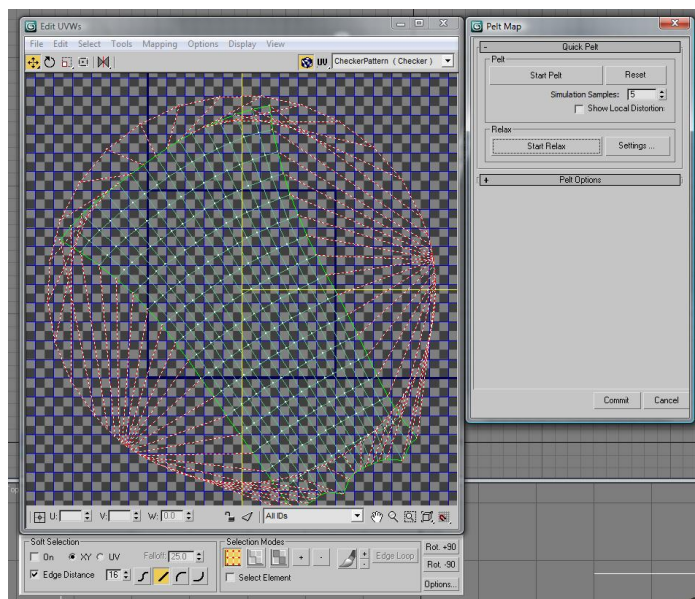 Edit UVWs
File Edit Select Tools Mapping Options Display View
UV CheckerPattern ( Checker )
U: V: W: 0.0 All IDs
Soft Selection
On XY UV Falloff: 25.0
Edge Distance 16
Selection Modes
+ - Edge Loop
Select Element
Rot. +90
Rot. -90
Options...
Pelt Map
- Quick Pelt
Pelt
Start Pelt Reset
Simulation Samples: 5
Show Local Distortion
Relax
Start Relax Settings ...
+ Pelt Options
Commit Cancel